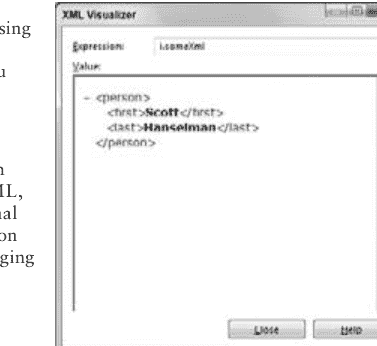 sing
u
n
ML,
nal
on
ging
XML Visualizer
Expression: i.someXml
Value:
- <person>
<first>Scott</first>
<last>Hanselman</last>
</person>
Close Help